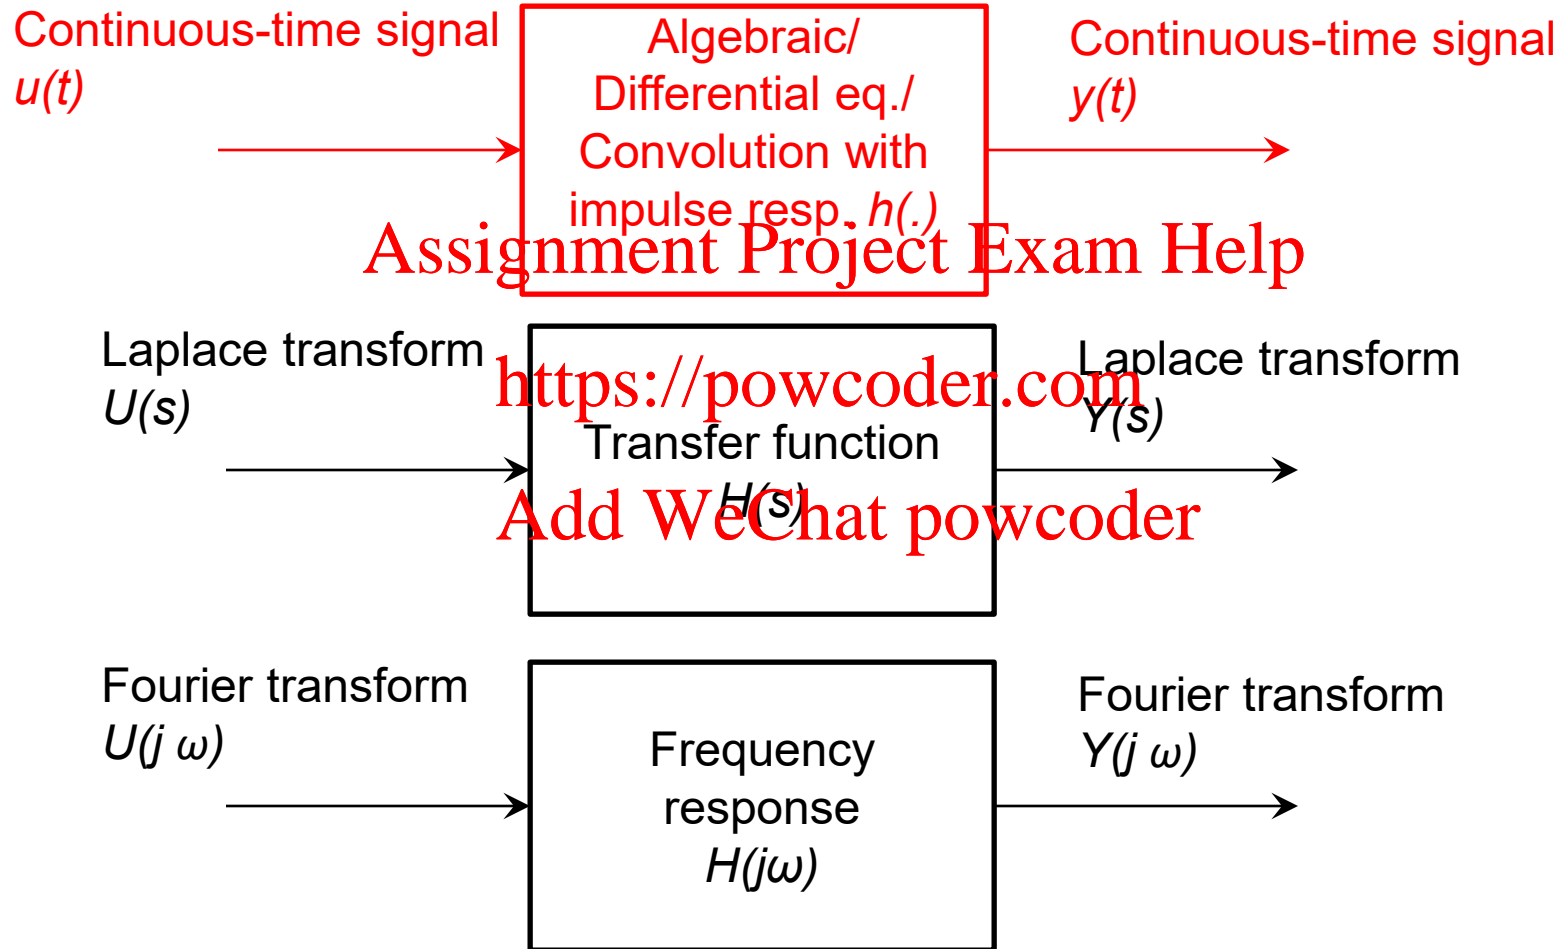 Continuous-time signal
u(t)
Algebraic/
Differential eq./
Convolution with
impulse resp. h(.)
Continuous-time signal
y(t)
Assignment Project Exam Help
Laplace transform
U(s)
https://powcoder.com
Transfer function
H(s)
Laplace transform
Y(s)
Add WeChat powcoder
Fourier transform
U(j ω)
Frequency
response
H(jω)
Fourier transform
Y(j ω)